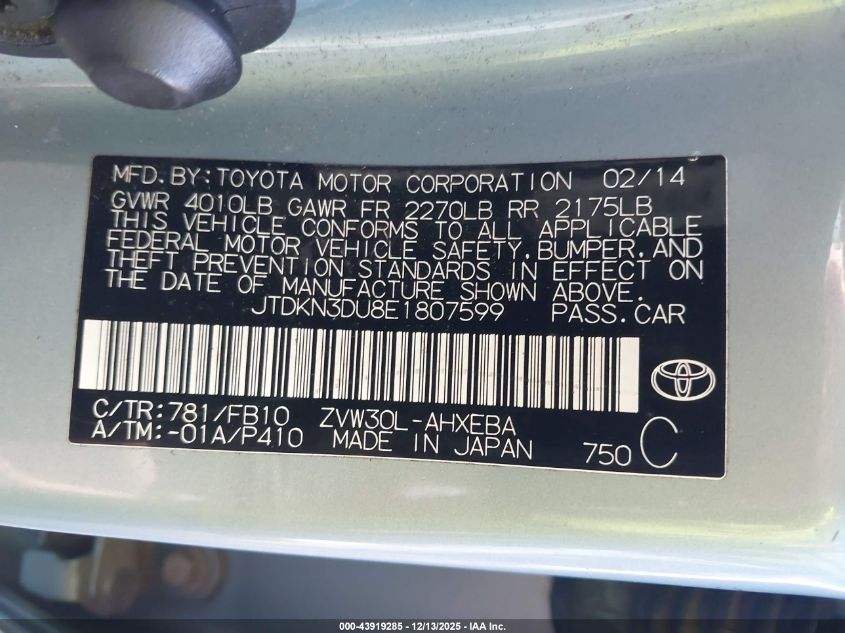 MFD.BY:TOYOTA MOTOR CORPORATION 02/14
GVWR 4010LB GAWR FR 2270LB RR 2175LB
THIS VEHICLE CONFORMS TO ALL APPLICABLE
FEDERAL MOTOR VEHICLE SAFETY,BUMPER,AND
THEFT PREVENTION STANDARDS IN EFFECT ON
THE DATE OF MANUFACTURE SHOWN ABOVE.
JTDKN3DU8E1807599 PASS.CAR
C/TR:781/FB10 ZVW30L-AHXEBA
A/TM:-01A/P410 MADE IN JAPAN 750 C
000-43919285 - 12/13/2025 - IAA Inc.